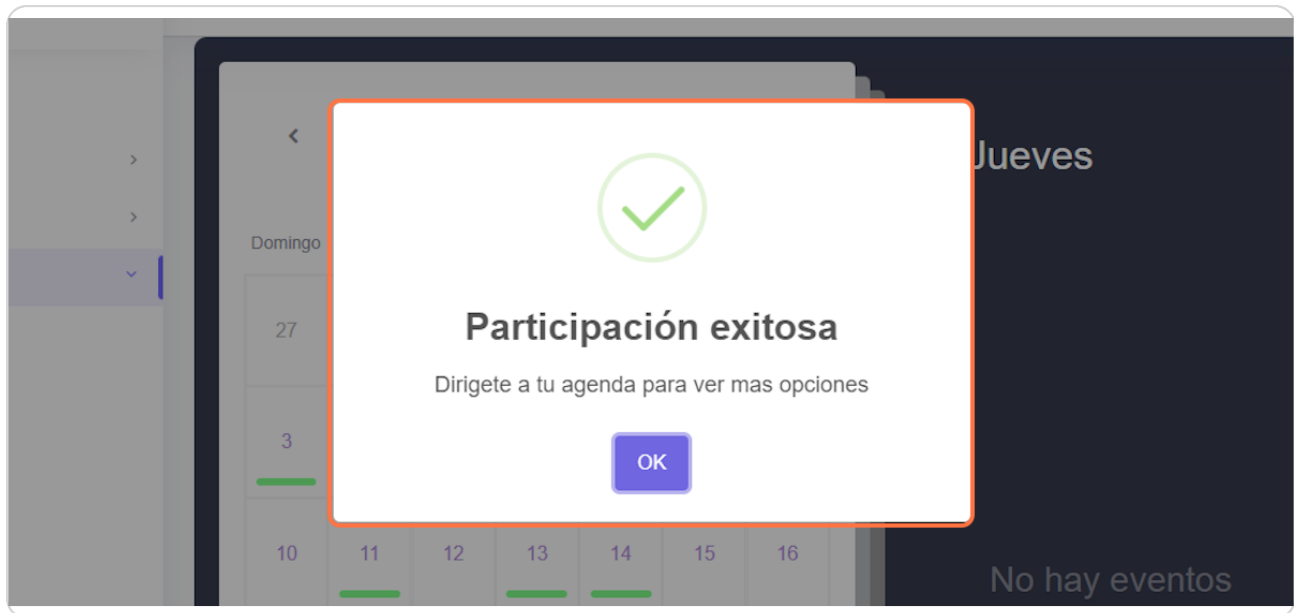 Jueves
Domingo
27
Participación exitosa
Dirigete a tu agenda para ver mas opciones
3
OK
10 11 12 13 14 15 16
No hay eventos